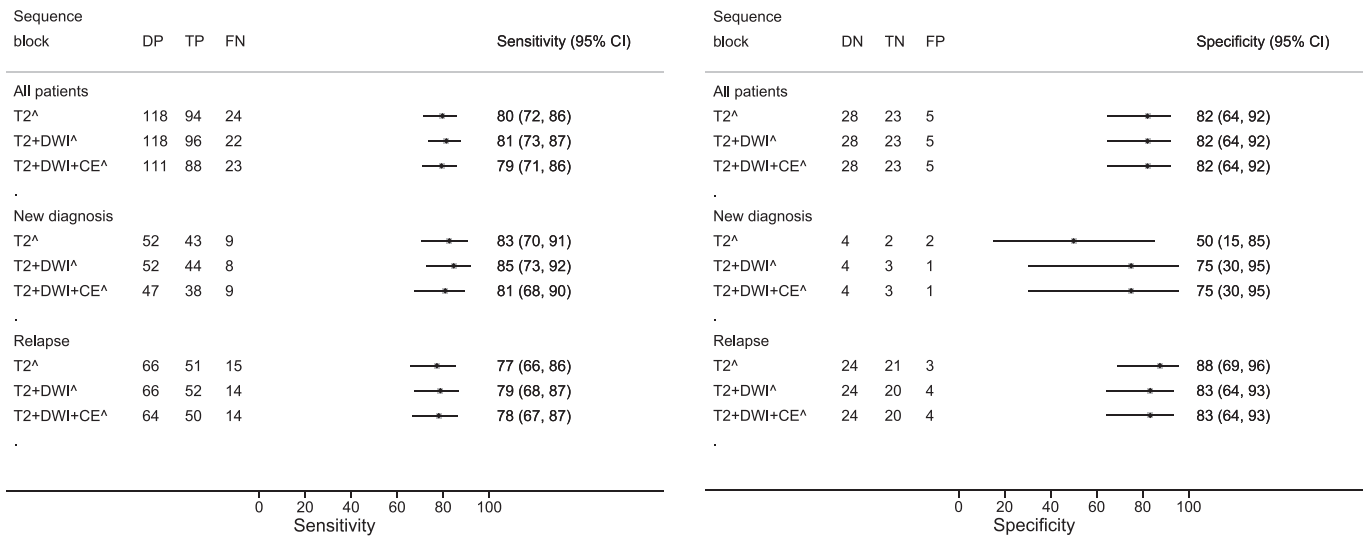 Sequence
block DP TP FN Sensitivity (95% CI)
All patients
T2^ 118 94 24 80 (72, 86)
T2+DWI^ 118 96 22 81 (73, 87)
T2+DWI+CE^ 111 88 23 79 (71, 86)
.
New diagnosis
T2^ 52 43 9 83 (70, 91)
T2+DWI^ 52 44 8 85 (73, 92)
T2+DWI+CE^ 47 38 9 81 (68, 90)
.
Relapse
T2^ 66 51 15 77 (66, 86)
T2+DWI^ 66 52 14 79 (68, 87)
T2+DWI+CE^ 64 50 14 78 (67, 87)
.
0 20 40 60 80 100
Sensitivity
Sequence
block DN TN FP Specificity (95% CI)
All patients
T2^ 28 23 5 82 (64, 92)
T2+DWI^ 28 23 5 82 (64, 92)
T2+DWI+CE^ 28 23 5 82 (64, 92)
.
New diagnosis
T2^ 4 2 2 50 (15, 85)
T2+DWI^ 4 3 1 75 (30, 95)
T2+DWI+CE^ 4 3 1 75 (30, 95)
.
Relapse
T2^ 24 21 3 88 (69, 96)
T2+DWI^ 24 20 4 83 (64, 93)
T2+DWI+CE^ 24 20 4 83 (64, 93)
.
0 20 40 60 80 100
Specificity